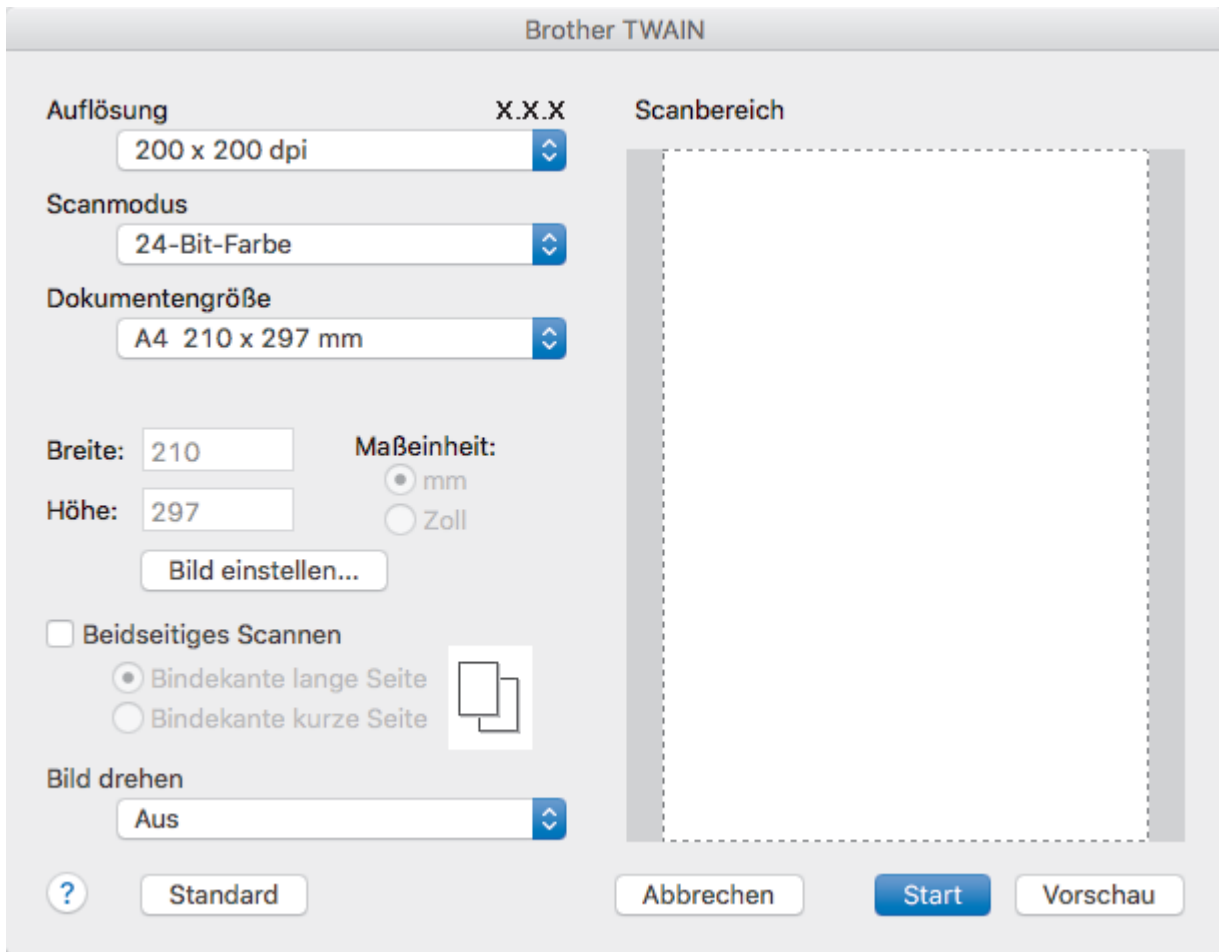 Brother TWAIN
Auflösung X.X.X
200 x 200 dpi
Scanmodus
24-Bit-Farbe
Dokumentengröße
A4 210 x 297 mm
Breite: 210
Maßeinheit:
mm
Höhe: 297
Zoll
Bild einstellen...
Beidseitiges Scannen
Bindekante lange Seite
Bindekante kurze Seite
Bild drehen
Aus
Scanbereich
? Standard Abbrechen Start Vorschau